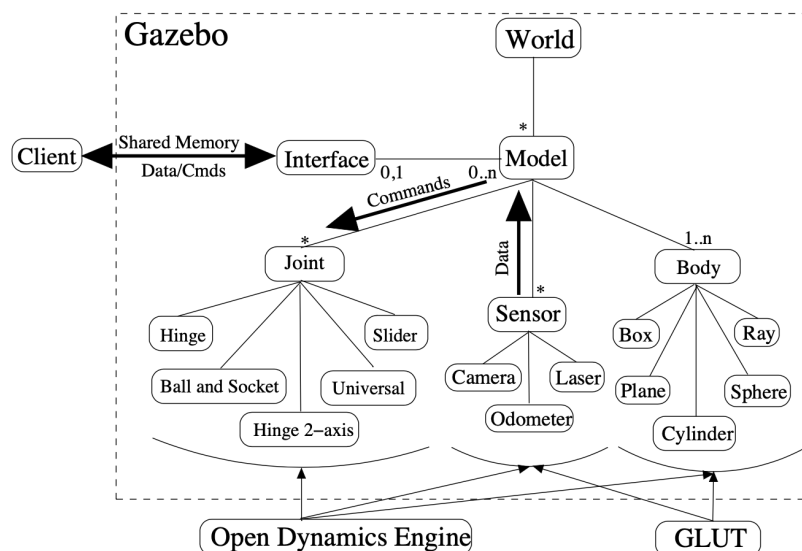 Gazebo
World
*
Client
Shared Memory
Data/Cmds
Interface
0,1
0..n
Model
Commands
Data
*
Joint
*
Sensor
1..n
Body
Hinge
Slider
Ball and Socket
Universal
Hinge 2−axis
Camera
Laser
Odometer
Box
Ray
Plane
Sphere
Cylinder
Open Dynamics Engine
GLUT